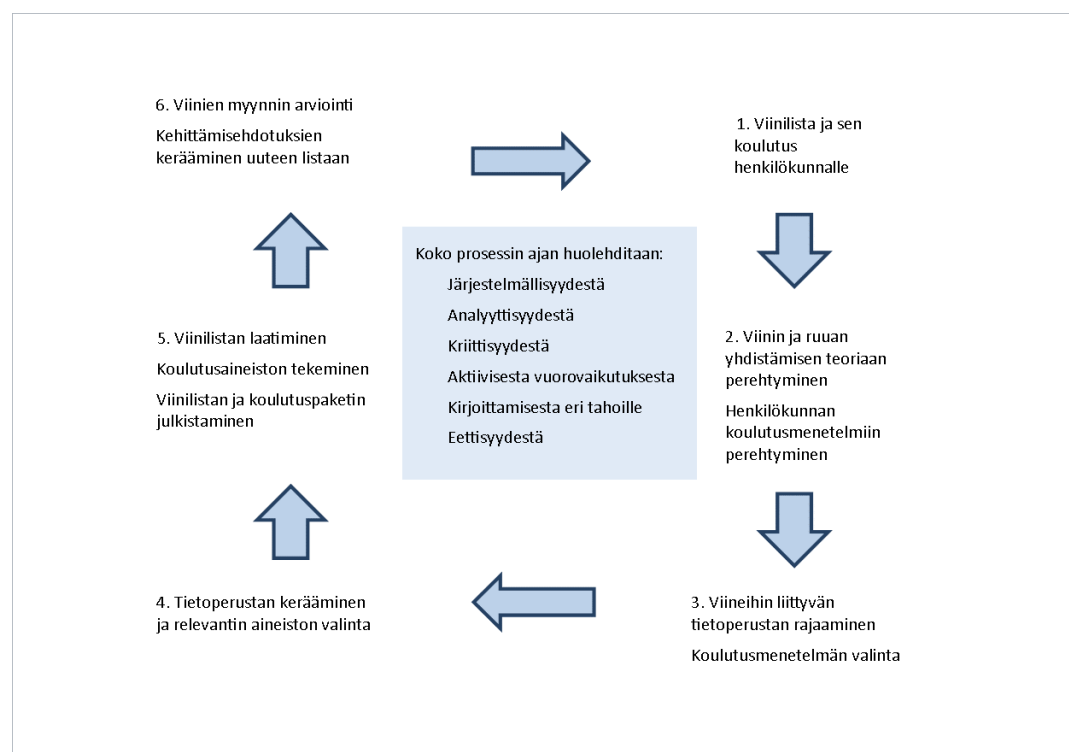 6. Viinien myynnin arviointi
Kehittämisehdotuksien
kerääminen uuteen listaan
1. Viinilista ja sen
koulutus
henkilökunnalle
Koko prosessin ajan huolehditaan:
Järjestelmällisyydestä
Analyyttisyydestä
Kriittisyydestä
Aktiivisesta vuorovaikutuksesta
Kirjoittamisesta eri tahoille
Eettisyydestä
5. Viinilistan laatiminen
Koulutusaineiston tekeminen
Viinilistan ja koulutuspaketin
julkistaminen
2. Viinin ja ruuan
yhdistämisen teoriaan
perehtyminen
Henkilökunnan
koulutusmenetelmiin
perehtyminen
4. Tietoperustan kerääminen
ja relevantin aineiston valinta
3. Viineihin liittyvän
tietoperustan rajaaminen
Koulutusmenetelmän valinta